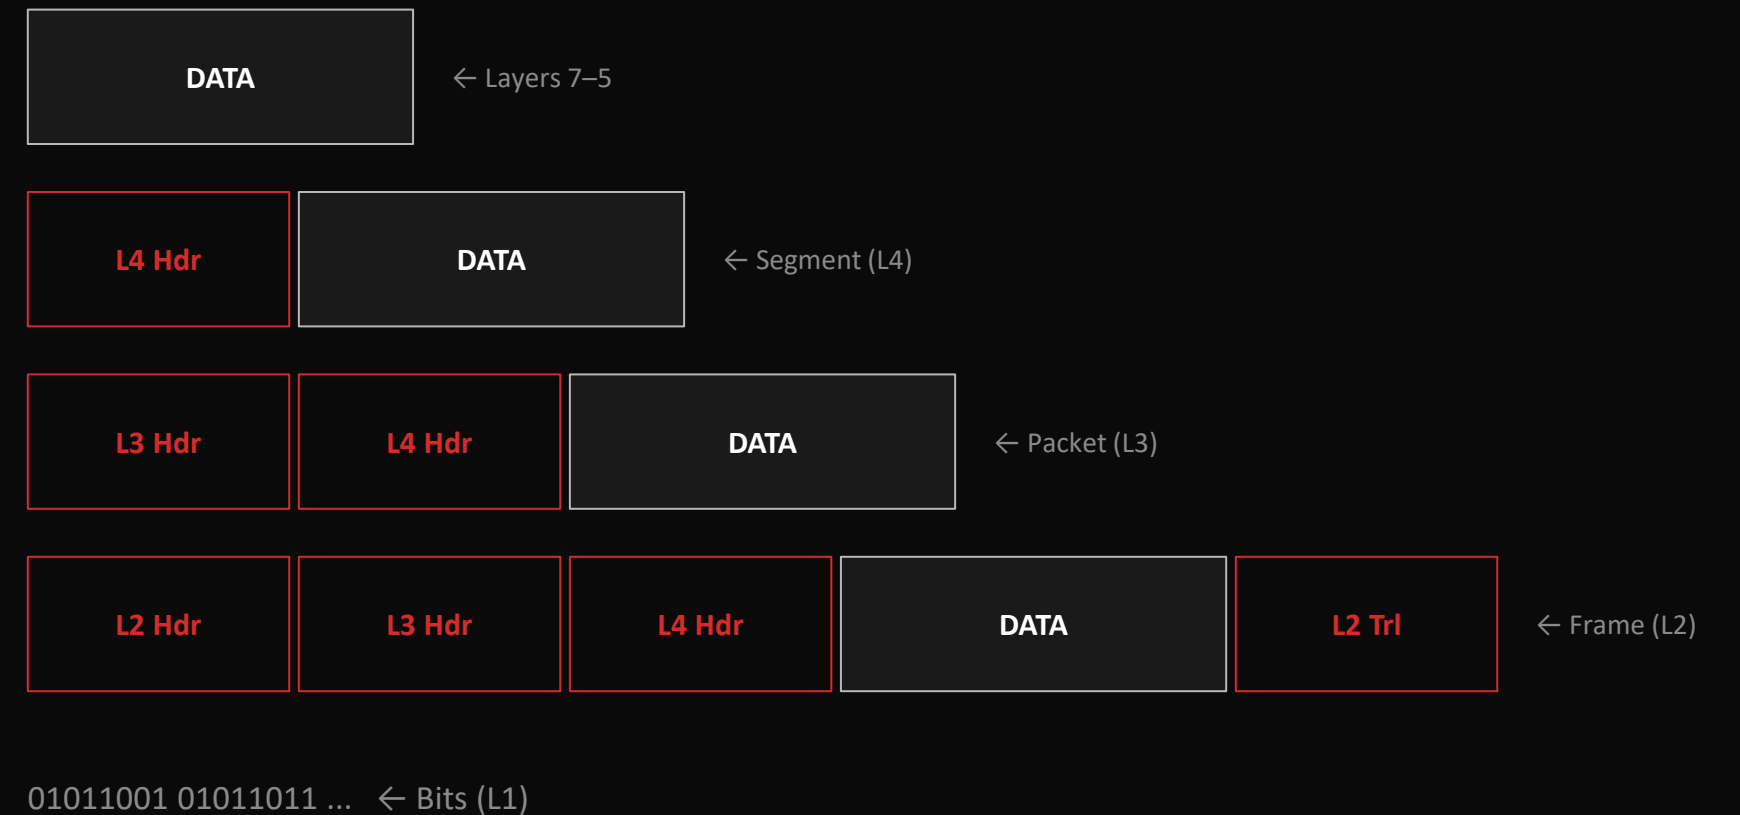 DATA ← Layers 7–5
L4 Hdr DATA ← Segment (L4)
L3 Hdr L4 Hdr DATA ← Packet (L3)
L2 Hdr L3 Hdr L4 Hdr DATA L2 Trl ← Frame (L2)
01011001 01011011 ... ← Bits (L1)